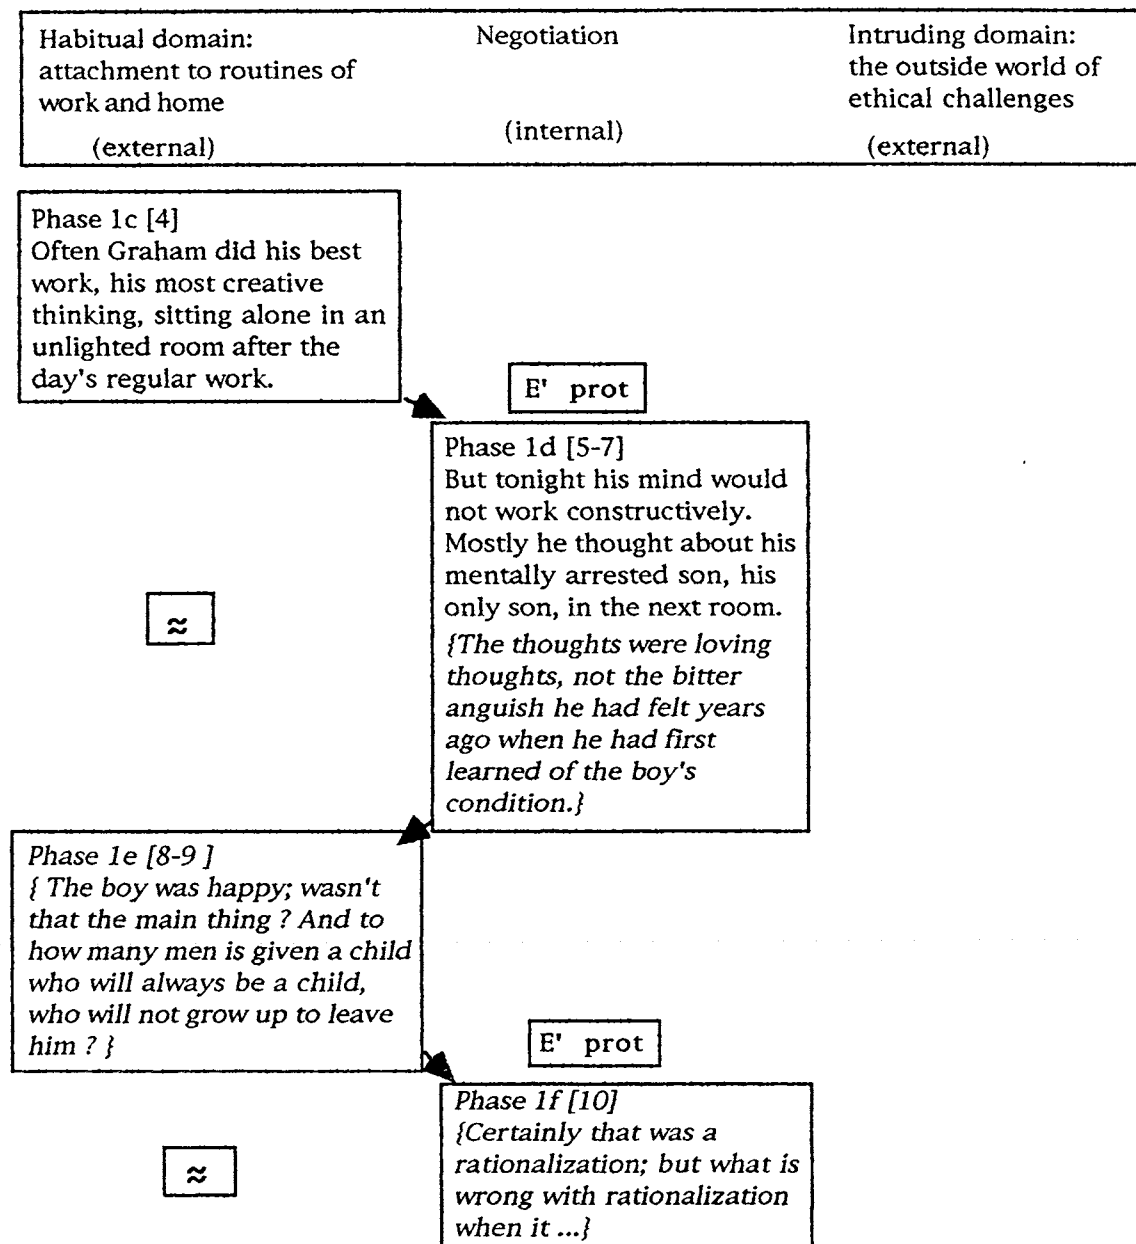 Habitual domain:
attachment to routines of
work and home
(external)
Negotiation
(internal)
Intruding domain:
the outside world of
ethical challenges
(external)
Phase 1c [4]
Often Graham did his best
work, his most creative
thinking, sitting alone in an
unlighted room after the
day's regular work.
E' prot
Phase 1d [5-7]
But tonight his mind would
not work constructively.
Mostly he thought about his
mentally arrested son, his
only son, in the next room.
{The thoughts were loving
thoughts, not the bitter
anguish he had felt years
ago when he had first
learned of the boy's
condition.}
≈
Phase 1e [8-9 ]
{ The boy was happy; wasn't
that the main thing ? And to
how many men is given a child
who will always be a child,
who will not grow up to leave
him ? }
E' prot
Phase 1f [10]
{Certainly that was a
rationalization; but what is
wrong with rationalization
when it ...}
≈